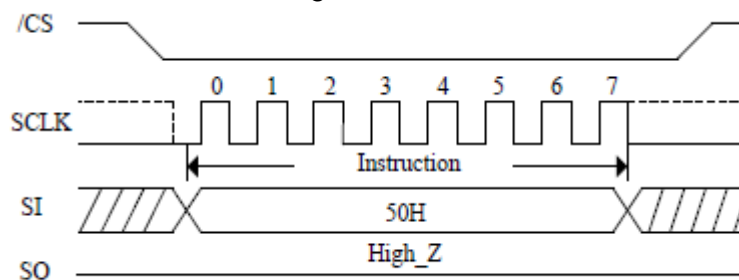 /CS
0 1 2 3 4 5 6 7
SCLK
Instruction
SI
50H
High_Z
SO